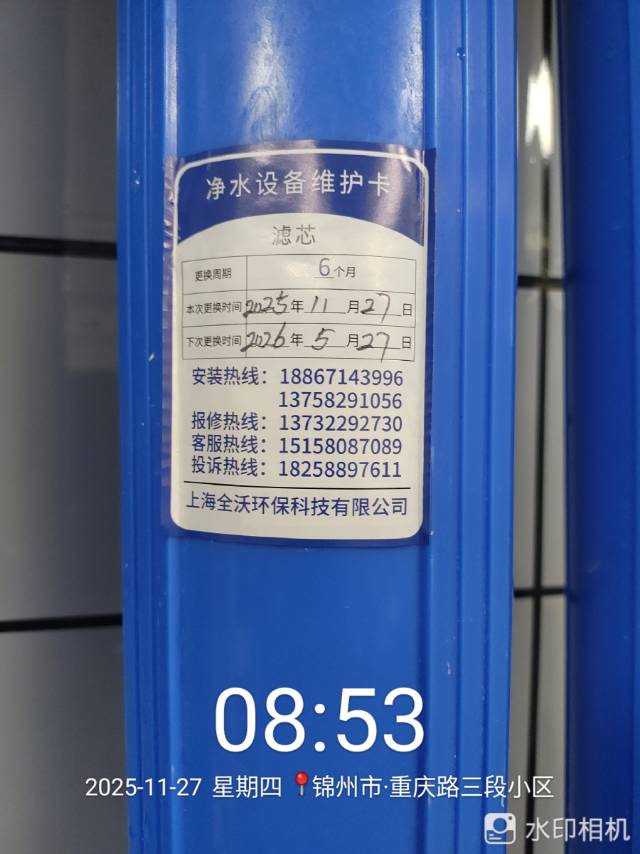 净水设备维护卡
滤芯
更换周期 6个月
本次更换时间 2025年 11 月27日
下次更换时间 2026年 5 月27日
安装热线：18867143996
13758291056
报修热线：13732292730
客服热线：15158087089
投诉热线：18258897611
上海全沃环保科技有限公司
08:53
2025-11-27 星期四 📍锦州市·重庆路三段小区
水印相机